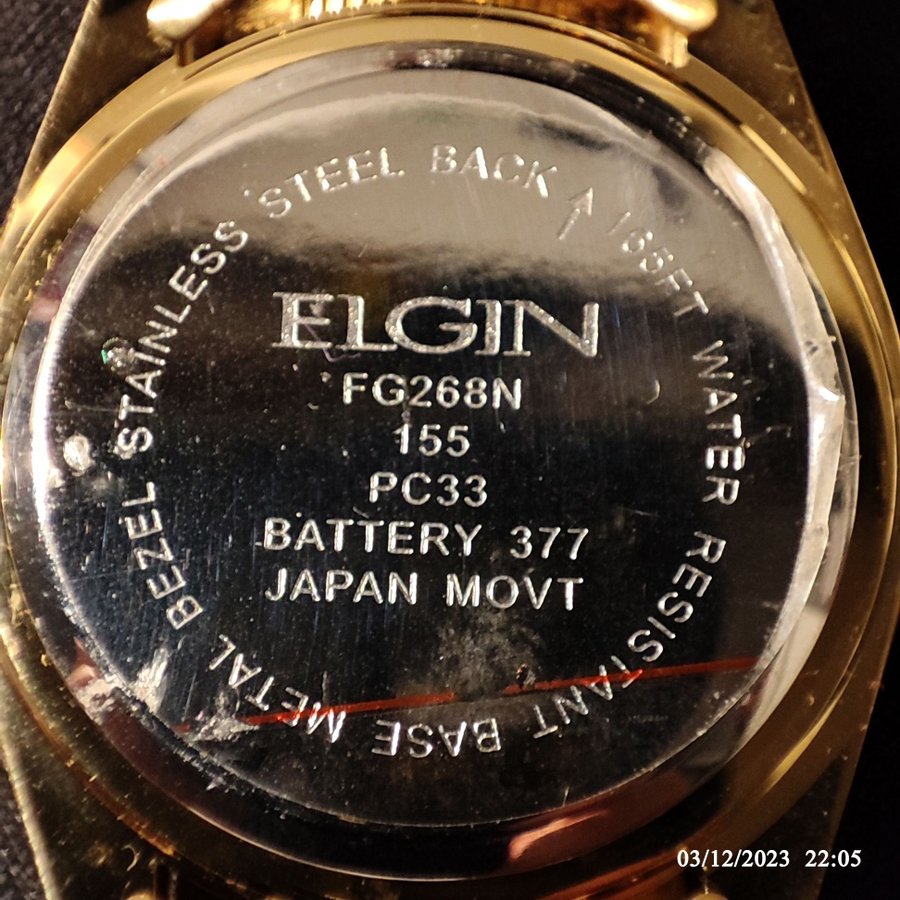 STAINLESS STEEL BACK ↑ 165FT WATER RESISTANT BASE METAL BEZEL
ELGIN
FG268N
155
PC33
BATTERY 377
JAPAN MOVT
03/12/2023 22:05